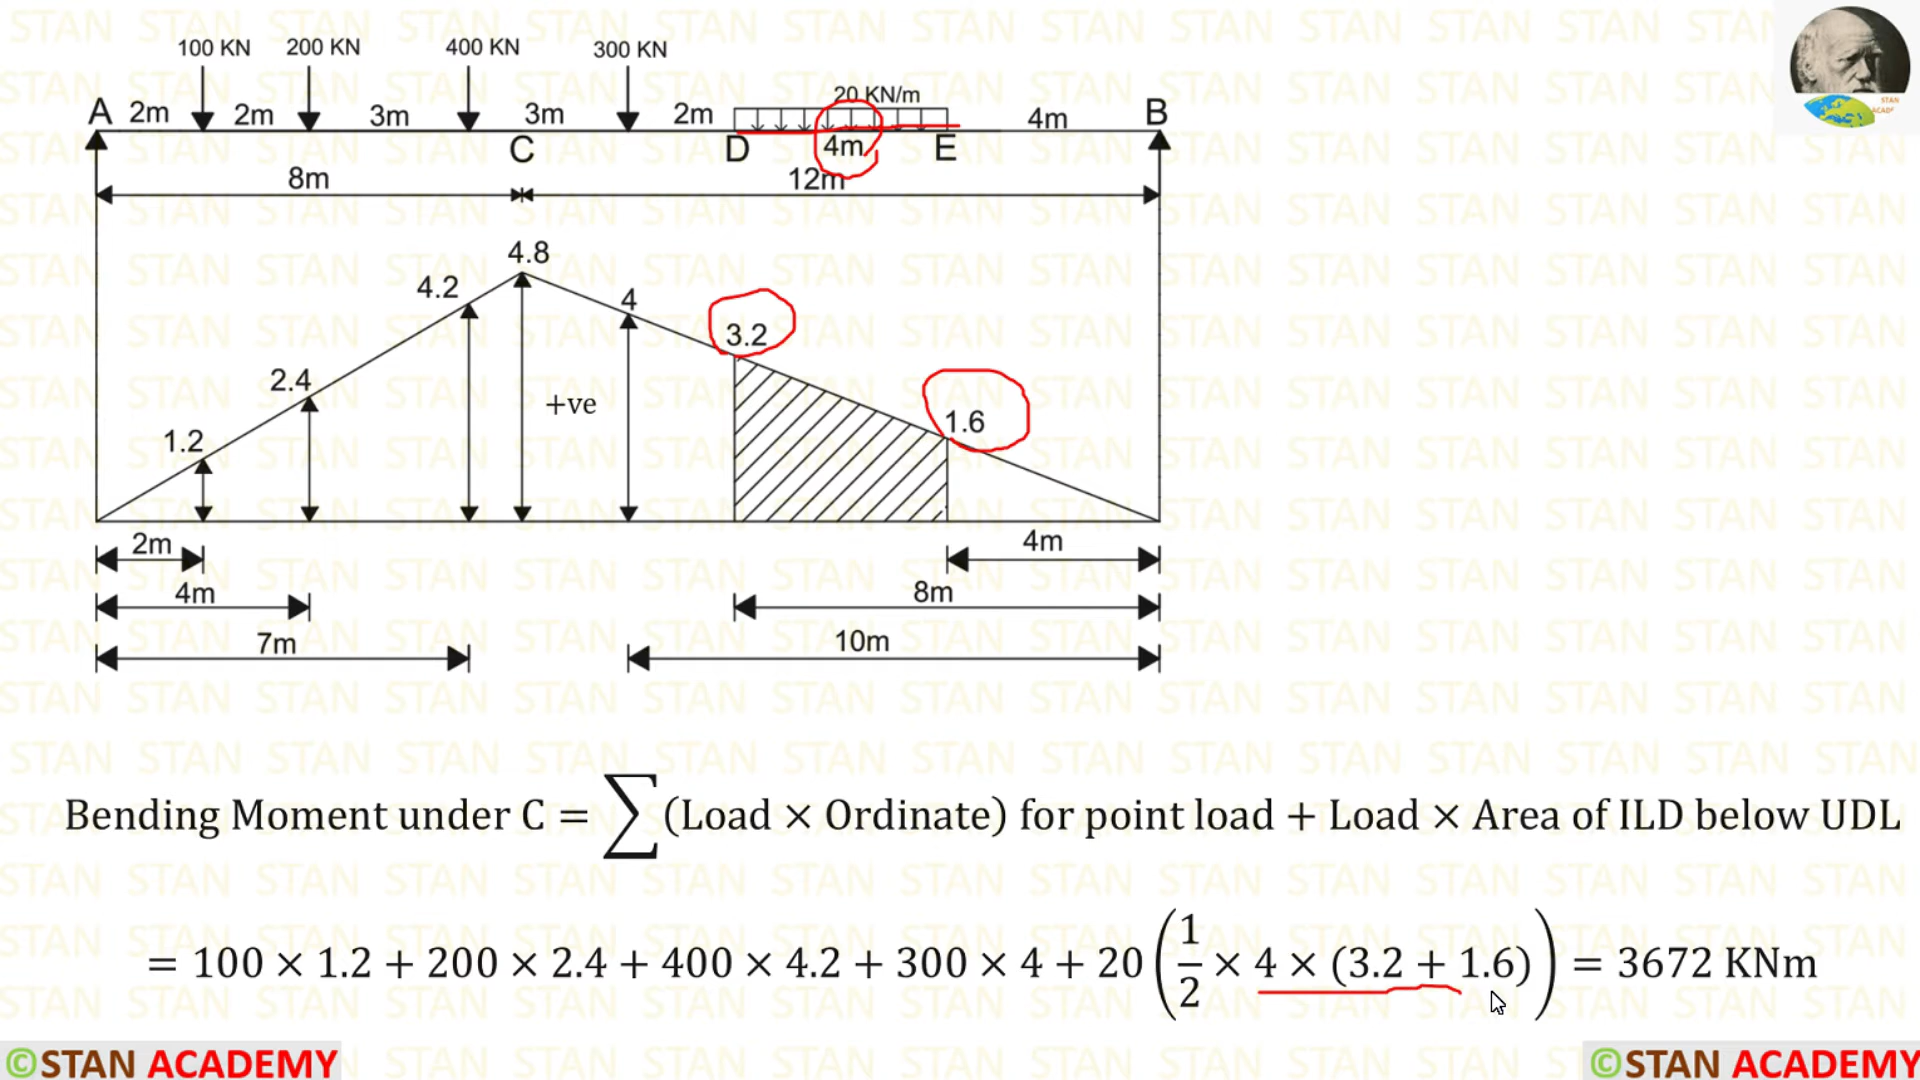 100 KN 200 KN 400 KN 300 KN
20 KN/m
A 2m 2m 3m 3m 2m 4m B
C D 4m E
8m 12m
4.8
4.2 4
3.2
2.4
+ve
1.6
1.2
2m 4m
4m 8m
7m 10m
Bending Moment under C = ∑ (Load × Ordinate) for point load + Load × Area of ILD below UDL
= 100 × 1.2 + 200 × 2.4 + 400 × 4.2 + 300 × 4 + 20 (1/2 × 4 × (3.2 + 1.6)) = 3672 KNm
©STAN ACADEMY ©STAN ACADEMY